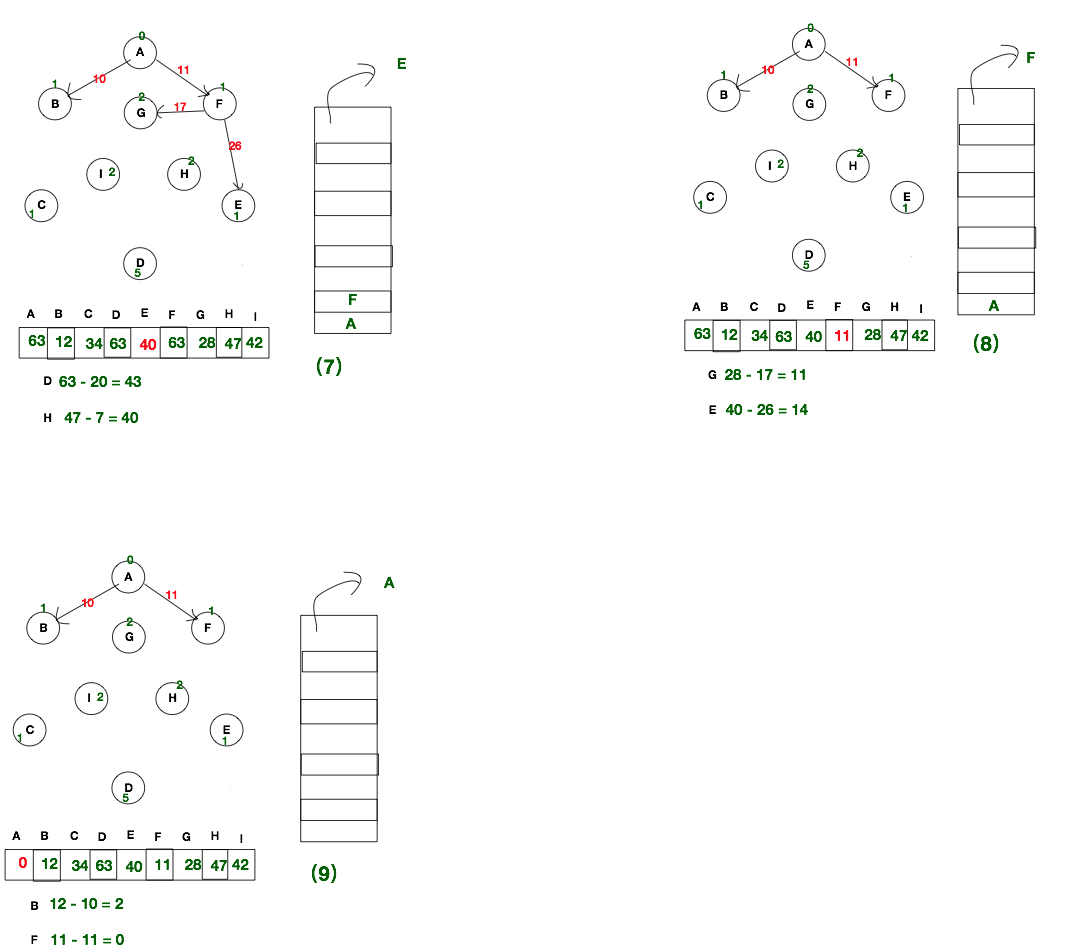 0
A
10
11
1
B
2
G
17
1
F
26
I 2
2
H
C
1
E
1
D
5
E
F
A
A B C D E F G H I
63 12 34 63 40 63 28 47 42
(7)
D 63 - 20 = 43
H 47 - 7 = 40
0
A
10
11
1
B
2
G
1
F
I 2
2
H
C
1
E
1
D
5
F
A
A B C D E F G H I
63 12 34 63 40 11 28 47 42
(8)
G 28 - 17 = 11
E 40 - 26 = 14
0
A
10
11
1
B
2
G
1
F
I 2
2
H
C
1
E
1
D
5
A
A B C D E F G H I
0 12 34 63 40 11 28 47 42
(9)
B 12 - 10 = 2
F 11 - 11 = 0